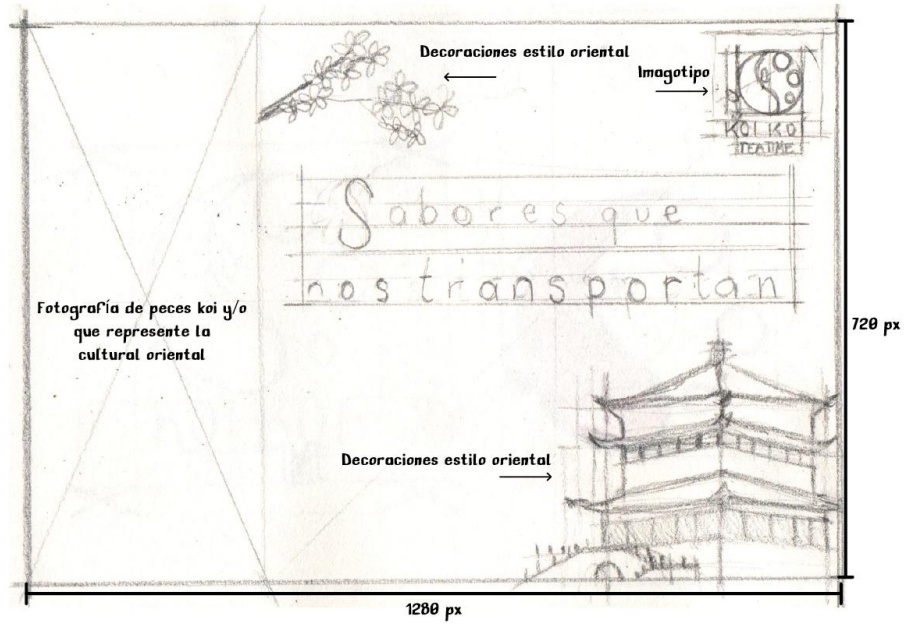 Decoraciones estilo oriental
Imagotipo
KOI KO
TEATIME
Sabores que
nos transportan
Fotografía de peces koi y/o
que represente la
cultural oriental
720 px
Decoraciones estilo oriental
1280 px